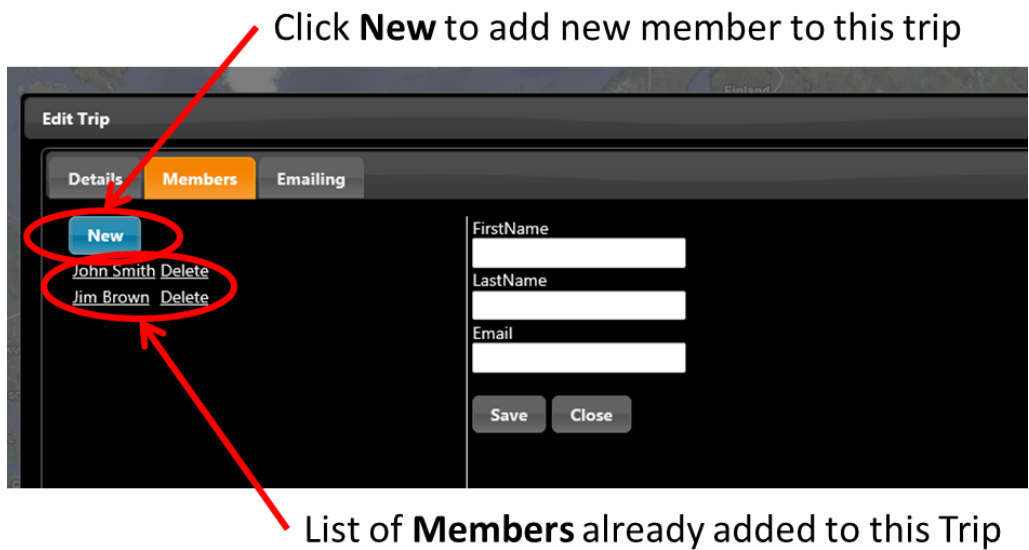 Click New to add new member to this trip
Finland
Edit Trip
Details Members Emailing
New
FirstName
John Smith Delete
LastName
Jim Brown Delete
Email
Save Close
List of Members already added to this Trip